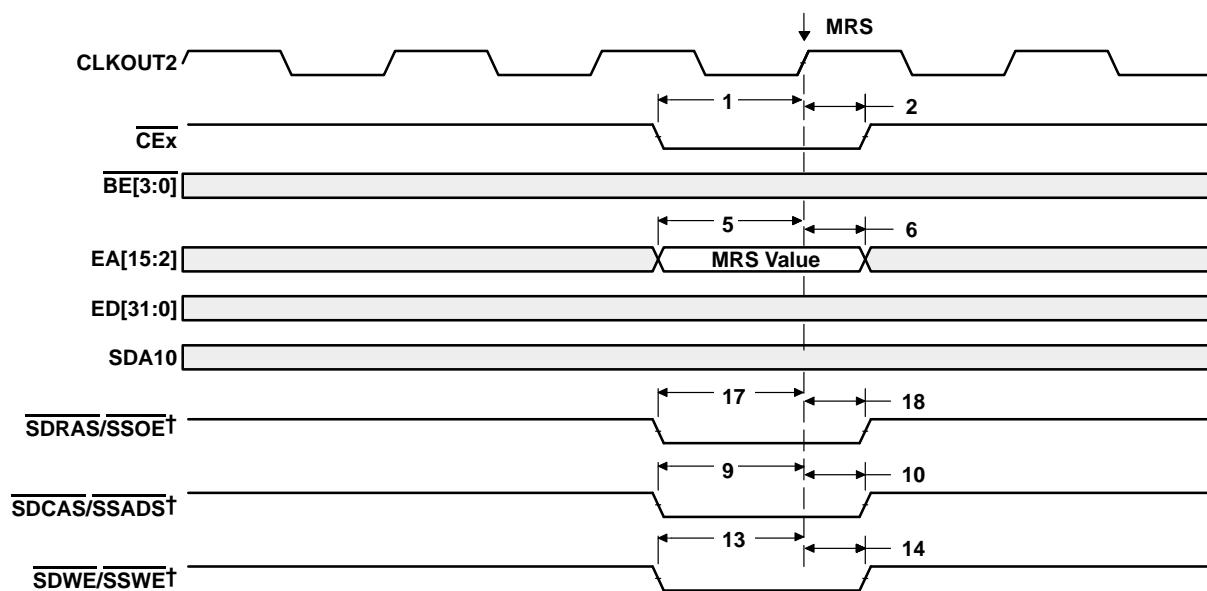 MRS
CLKOUT2
1 2
CEx
BE[3:0]
5 6
EA[15:2] MRS Value
ED[31:0]
SDA10
17 18
SDRAS/SSOE†
9 10
SDCAS/SSADS†
13 14
SDWE/SSWE†